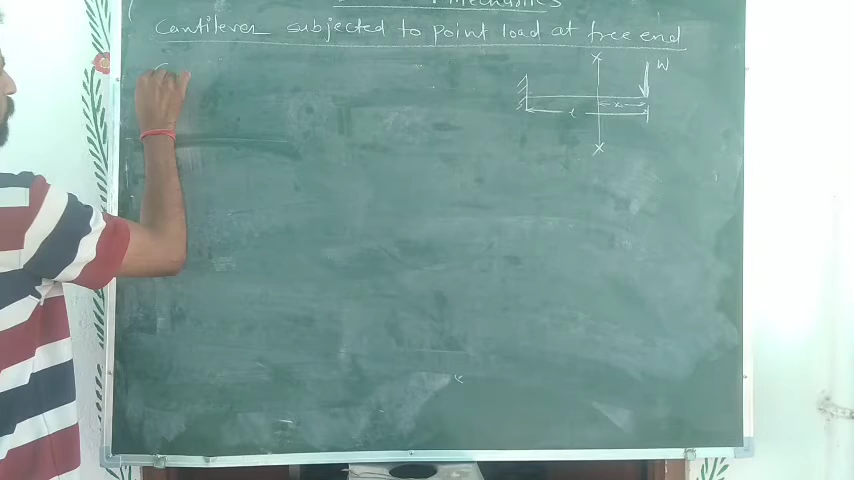 Mechanics
Cantilever subjected to point load at free end
X
W
x
l
X